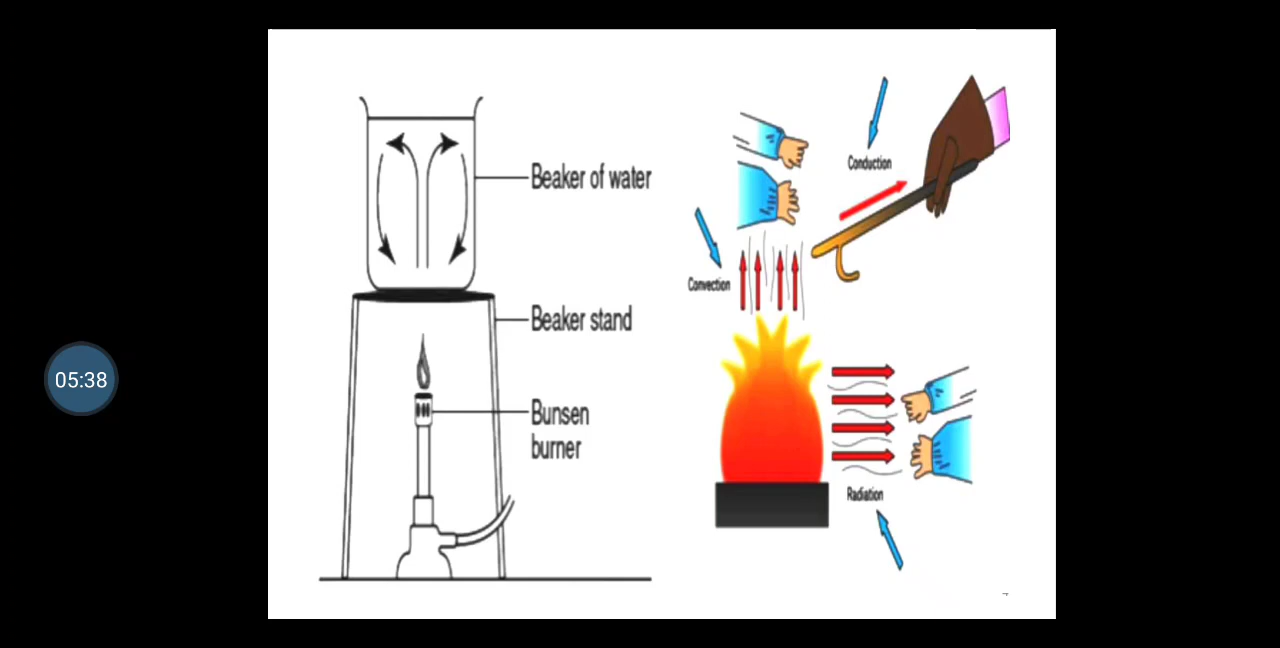 05:38
Beaker of water
Beaker stand
Bunsen
burner
Conduction
Convection
Radiation